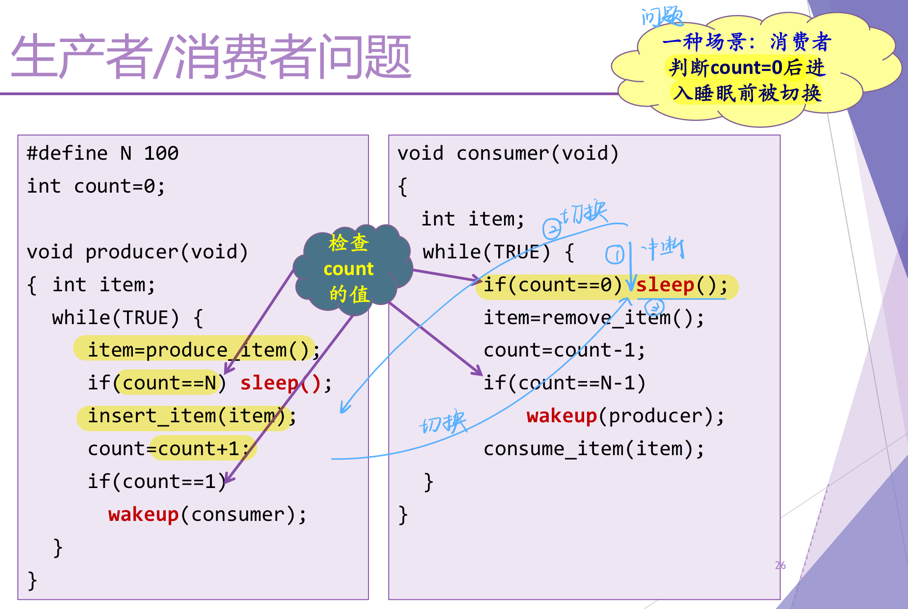 生产者/消费者问题
问题
一种场景：消费者
判断count=0后进
入睡眠前被切换
#define N 100
int count=0;
void producer(void)
{ int item;
while(TRUE) {
item=produce_item();
if(count==N) sleep();
insert_item(item);
count=count+1;
if(count==1)
wakeup(consumer);
}
}
检查
count
的值
void consumer(void)
{
int item;
② 切换
while(TRUE) {
① 中断
if(count==0) sleep();
③
item=remove_item();
count=count-1;
if(count==N-1)
切换
wakeup(producer);
consume_item(item);
}
}
26